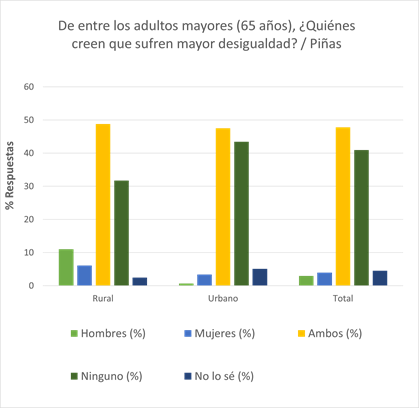 De entre los adultos mayores (65 años), ¿Quiénes
creen que sufren mayor desigualdad? / Piñas
% Respuestas
60
50
40
30
20
10
0
Rural
Urbano
Total
Hombres (%)
Mujeres (%)
Ambos (%)
Ninguno (%)
No lo sé (%)